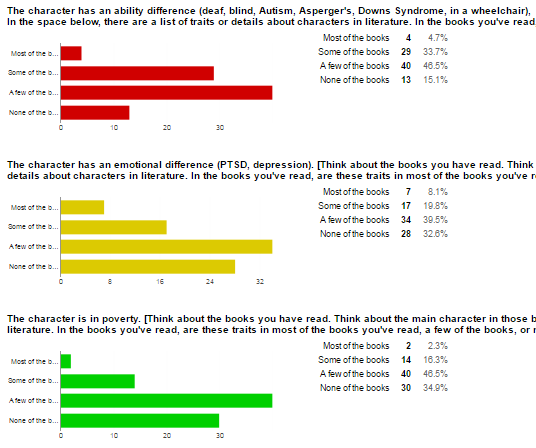 The character has an ability difference (deaf, blind, Autism, Asperger's, Downs Syndrome, in a wheelchair),
In the space below, there are a list of traits or details about characters in literature. In the books you've read
Most of the books 4 4.7%
Some of the books 29 33.7%
A few of the books 40 46.5%
None of the books 13 15.1%
Most of the b...
Some of the b...
A few of the b...
None of the b...
0 10 20 30
The character has an emotional difference (PTSD, depression). [Think about the books you have read. Think
details about characters in literature. In the books you've read, are these traits in most of the books you've r
Most of the books 7 8.1%
Some of the books 17 19.8%
A few of the books 34 39.5%
None of the books 28 32.6%
Most of the b...
Some of the b...
A few of the b...
None of the b...
0 8 16 24 32
The character is in poverty. [Think about the books you have read. Think about the main character in those b
literature. In the books you've read, are these traits in most of the books you've read, a few of the books, or r
Most of the books 2 2.3%
Some of the books 14 16.3%
A few of the books 40 46.5%
None of the books 30 34.9%
Most of the b...
Some of the b...
A few of the b...
None of the b...
0 10 20 30